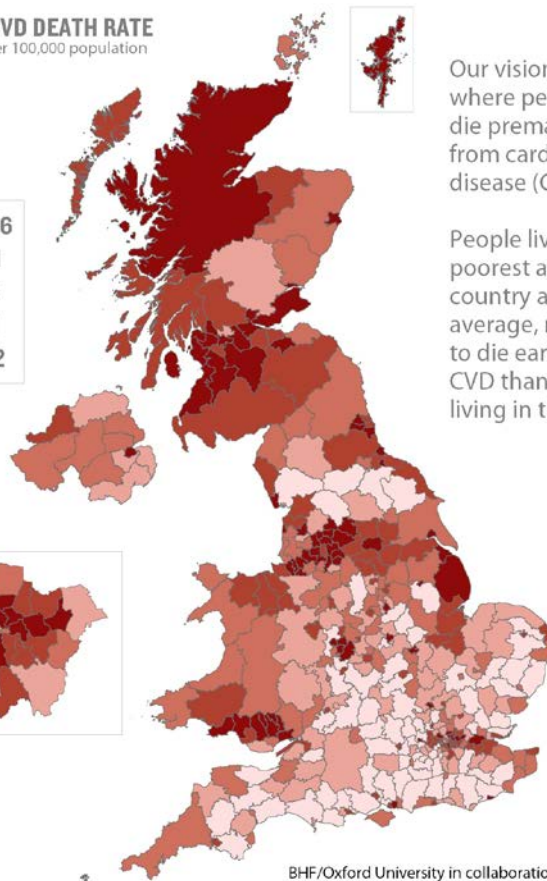 VD DEATH RATE
er 100,000 population
Our vision
where pe
die prema
from card
disease (C
People liv
poorest a
country a
average, r
to die ear
CVD than
living in t
6
2
BHF/Oxford University in collaboratio